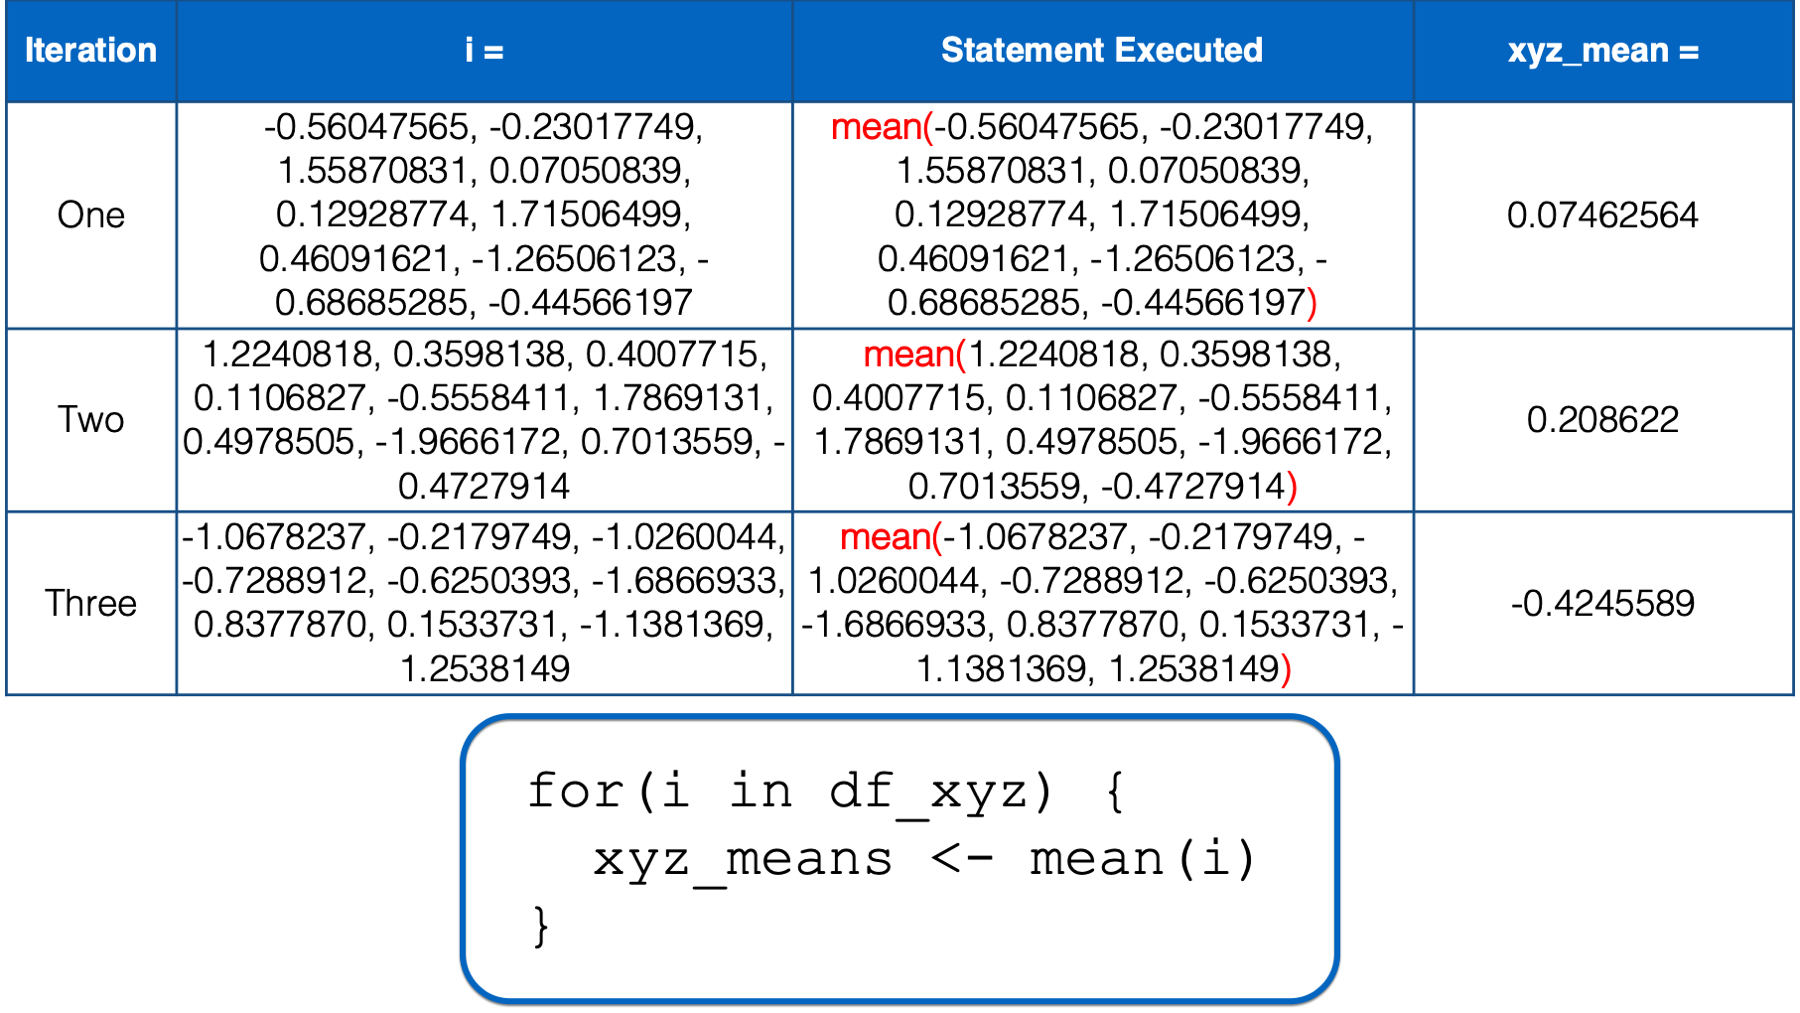 Iteration
i =
Statement Executed
xyz_mean =
One
-0.56047565, -0.23017749,
1.55870831, 0.07050839,
0.12928774, 1.71506499,
0.46091621, -1.26506123, -
0.68685285, -0.44566197
mean(-0.56047565, -0.23017749,
1.55870831, 0.07050839,
0.12928774, 1.71506499,
0.46091621, -1.26506123, -
0.68685285, -0.44566197)
0.07462564
Two
1.2240818, 0.3598138, 0.4007715,
0.1106827, -0.5558411, 1.7869131,
0.4978505, -1.9666172, 0.7013559, -
0.4727914
mean(1.2240818, 0.3598138,
0.4007715, 0.1106827, -0.5558411,
1.7869131, 0.4978505, -1.9666172,
0.7013559, -0.4727914)
0.208622
Three
-1.0678237, -0.2179749, -1.0260044,
-0.7288912, -0.6250393, -1.6866933,
0.8377870, 0.1533731, -1.1381369,
1.2538149
mean(-1.0678237, -0.2179749, -
1.0260044, -0.7288912, -0.6250393,
-1.6866933, 0.8377870, 0.1533731, -
1.1381369, 1.2538149)
-0.4245589
for(i in df_xyz) {
  xyz_means <- mean(i)
}